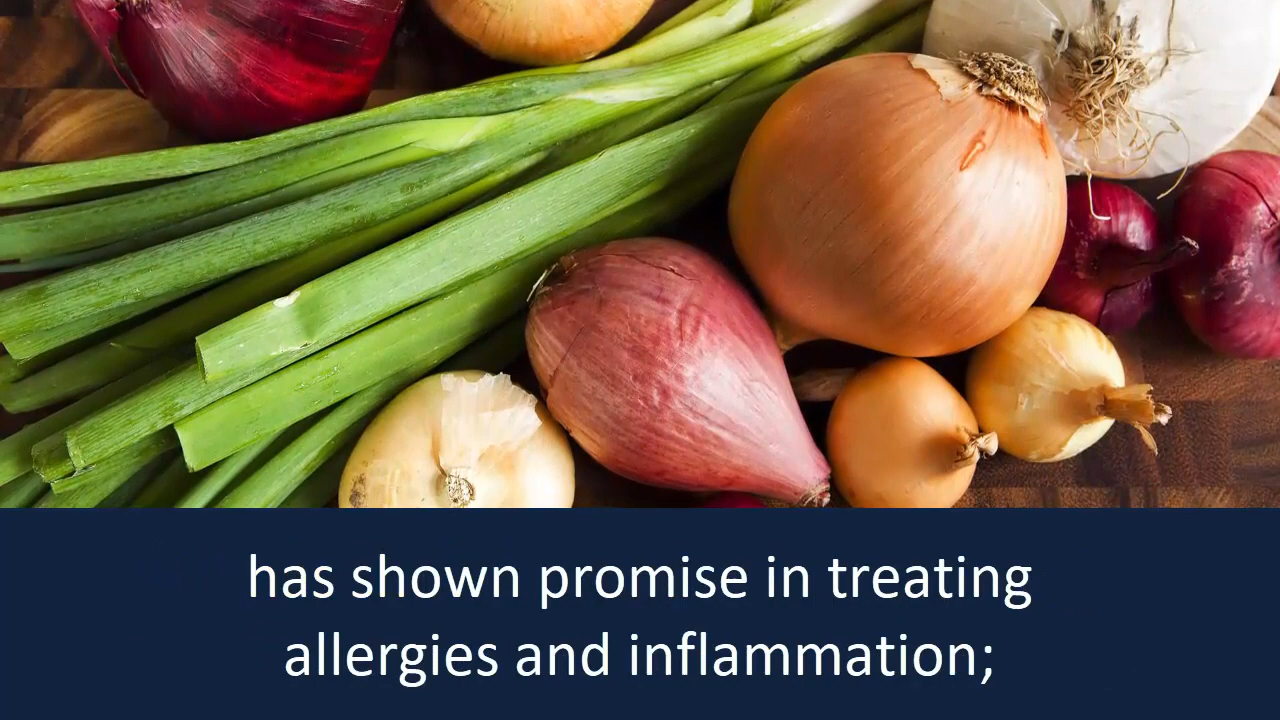 has shown promise in treating
allergies and inflammation;